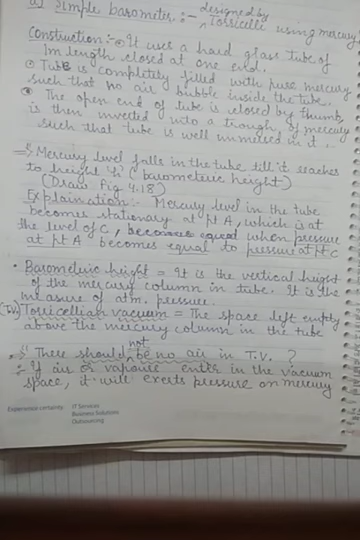 a) Simple barometer :- designed by Torricelli using mercury
Construction:- It uses a hard glass tube of
1m length closed at one end.
Tube is completely filled with pure mercury
such that no air bubble inside the tube.
The open end of tube is closed by thumb
is then inverted into a trough of mercury
such that tube is well immersed in it.
Mercury level falls in the tube till it reaches
to height 'h' (barometeric height)
(Draw Fig 4.18)
Explaination:- Mercury level in the tube
becomes stationary at pt A, which is at
the level of C, becomes equal when pressure
at pt A becomes equal to pressure at pt C
• Barometric height = It is the vertical height
of the mercury column in tube. It is the
measure of atm. pressure.
(T.V.) Torricellian vacuum = The space left empty
above the mercury column in the tube
There should not be no air in T.V. ?
If air or vapours enter in the vacuum
space, it will exerts pressure on mercury
Experience certainty. IT Services
Business Solutions
Outsourcing